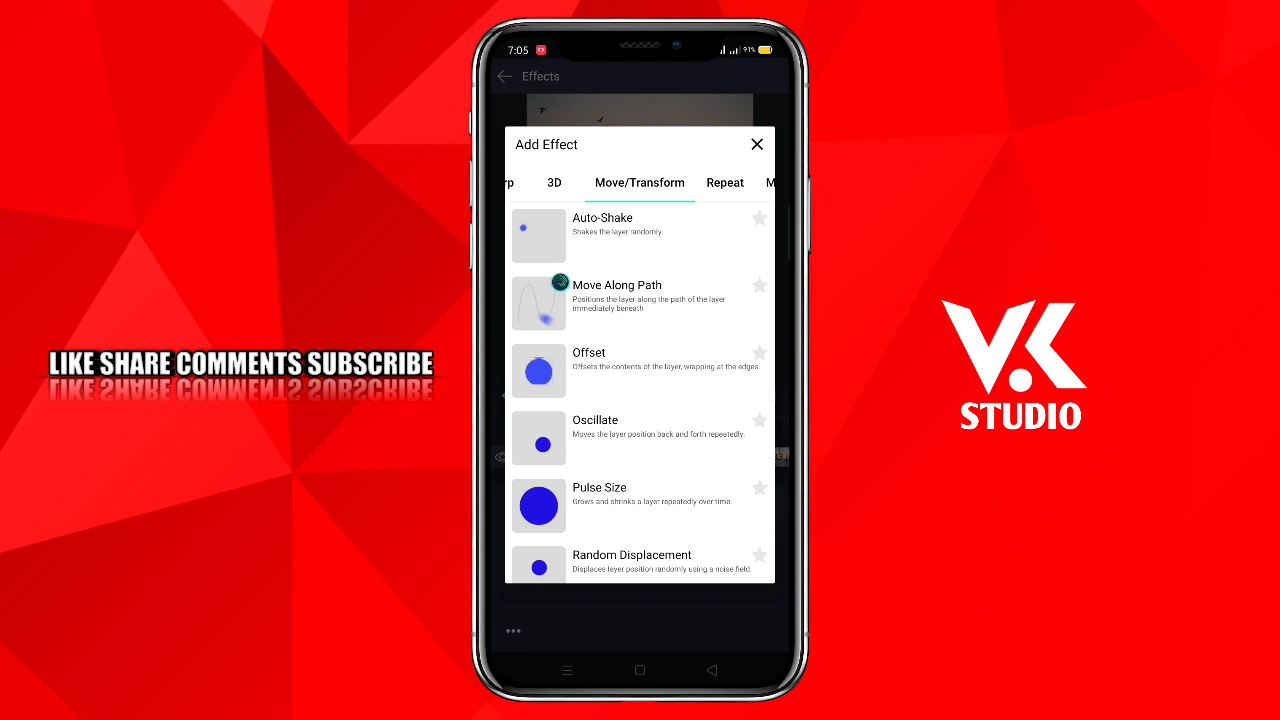 7:05
91%
Effects
Add Effect
rp 3D Move/Transform Repeat M
Auto-Shake
Shakes the layer randomly.
Move Along Path
Positions the layer along the path of the layer
immediately beneath
Offset
Offsets the contents of the layer, wrapping at the edges.
Oscillate
Moves the layer position back and forth repeatedly.
Pulse Size
Grows and shrinks a layer repeatedly over time.
Random Displacement
Displaces layer position randomly using a noise field.
LIKE SHARE COMMENTS SUBSCRIBE
VK
STUDIO